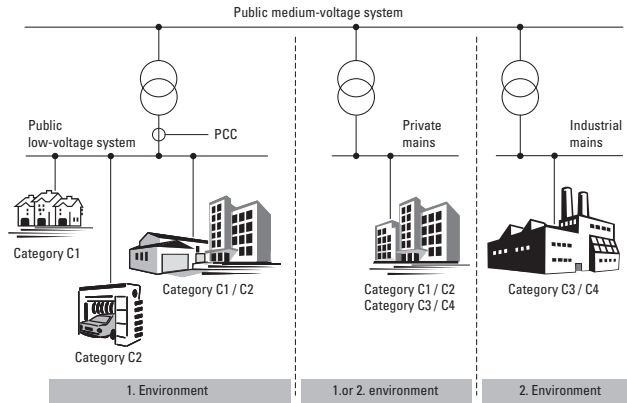 Public medium-voltage system
Public
low-voltage system
PCC
Private
mains
Industrial
mains
Category C1
Category C1 / C2
Category C2
Category C1 / C2
Category C3 / C4
Category C3 / C4
1. Environment
1.or 2. environment
2. Environment